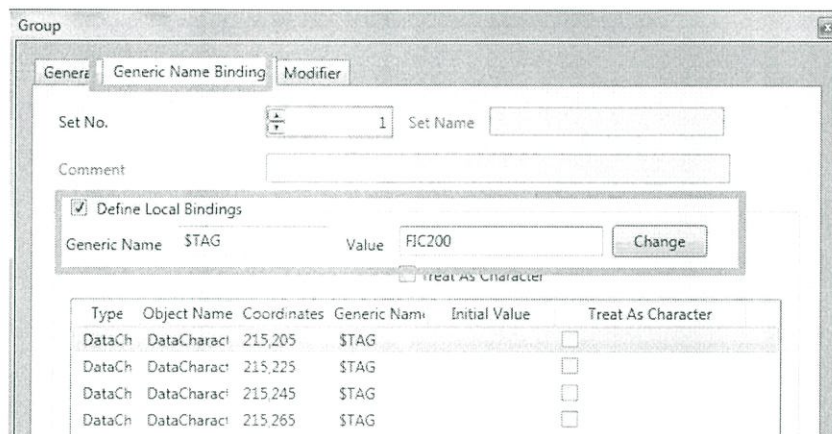 Group
Genera Generic Name Binding Modifier
Set No. 1 Set Name
Comment
Define Local Bindings
Generic Name $TAG Value FIC200 Change
Treat As Character
Type Object Name Coordinates Generic Name Initial Value Treat As Character
DataCh DataCharact 215,205 $TAG
DataCh DataCharact 215,225 $TAG
DataCh DataCharact 215,245 $TAG
DataCh DataCharact 215,265 $TAG